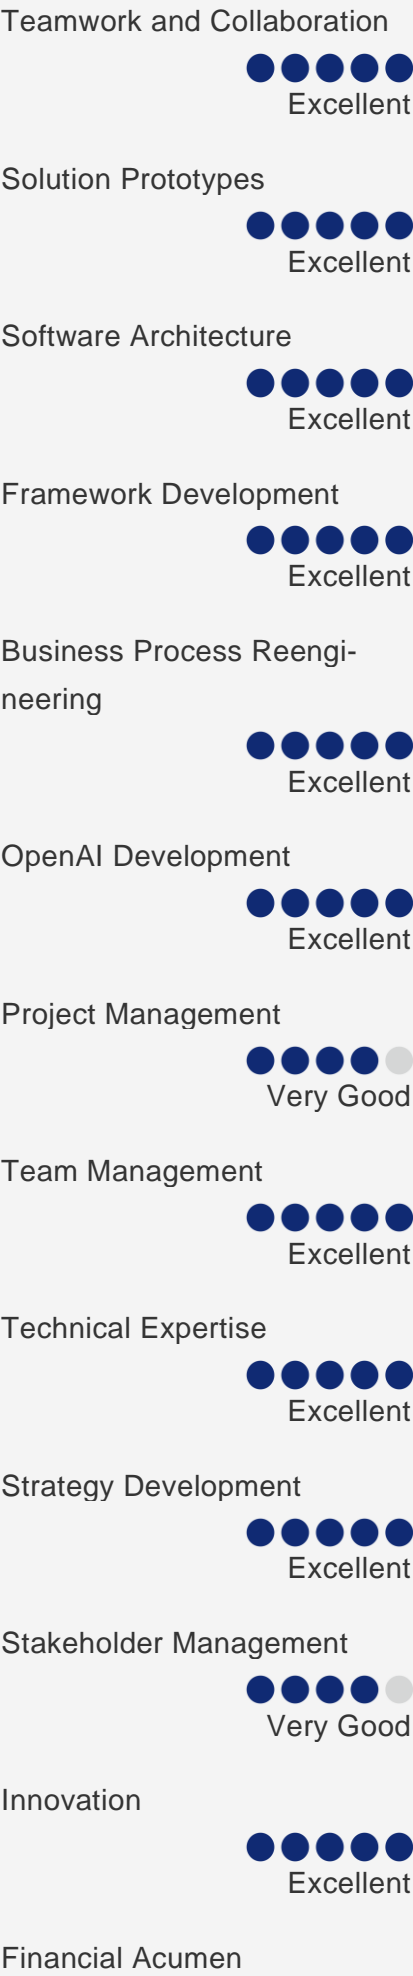 Teamwork and Collaboration
Excellent
Solution Prototypes
Excellent
Software Architecture
Excellent
Framework Development
Excellent
Business Process Reengi-
neering
Excellent
OpenAI Development
Excellent
Project Management
Very Good
Team Management
Excellent
Technical Expertise
Excellent
Strategy Development
Excellent
Stakeholder Management
Very Good
Innovation
Excellent
Financial Acumen